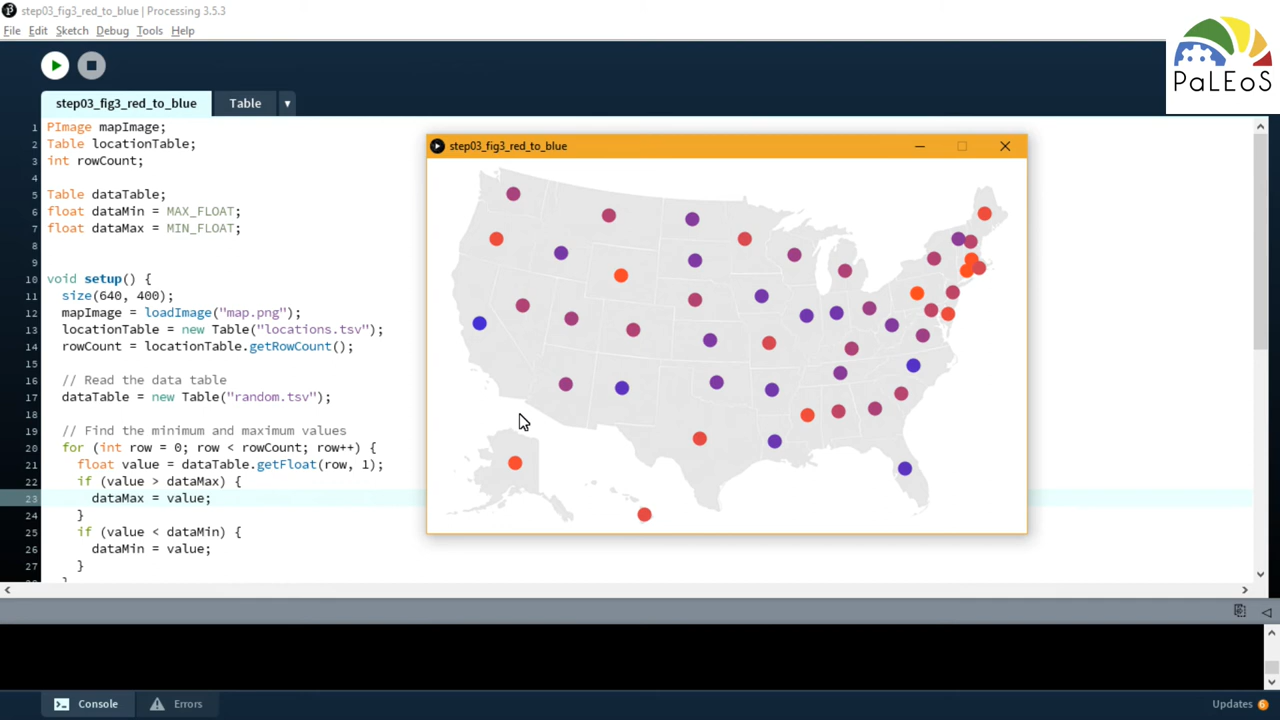 step03_fig3_red_to_blue | Processing 3.5.3
File Edit Sketch Debug Tools Help
PaLEoS
step03_fig3_red_to_blue Table
1 PImage mapImage;
2 Table locationTable;
3 int rowCount;
4
5 Table dataTable;
6 float dataMin = MAX_FLOAT;
7 float dataMax = MIN_FLOAT;
8
9
10 void setup() {
11 size(640, 400);
12 mapImage = loadImage("map.png");
13 locationTable = new Table("locations.tsv");
14 rowCount = locationTable.getRowCount();
15
16 // Read the data table
17 dataTable = new Table("random.tsv");
18
19 // Find the minimum and maximum values
20 for (int row = 0; row < rowCount; row++) {
21 float value = dataTable.getFloat(row, 1);
22 if (value > dataMax) {
23 dataMax = value;
24 }
25 if (value < dataMin) {
26 dataMin = value;
27 }
28 }
step03_fig3_red_to_blue
Console Errors Updates 6